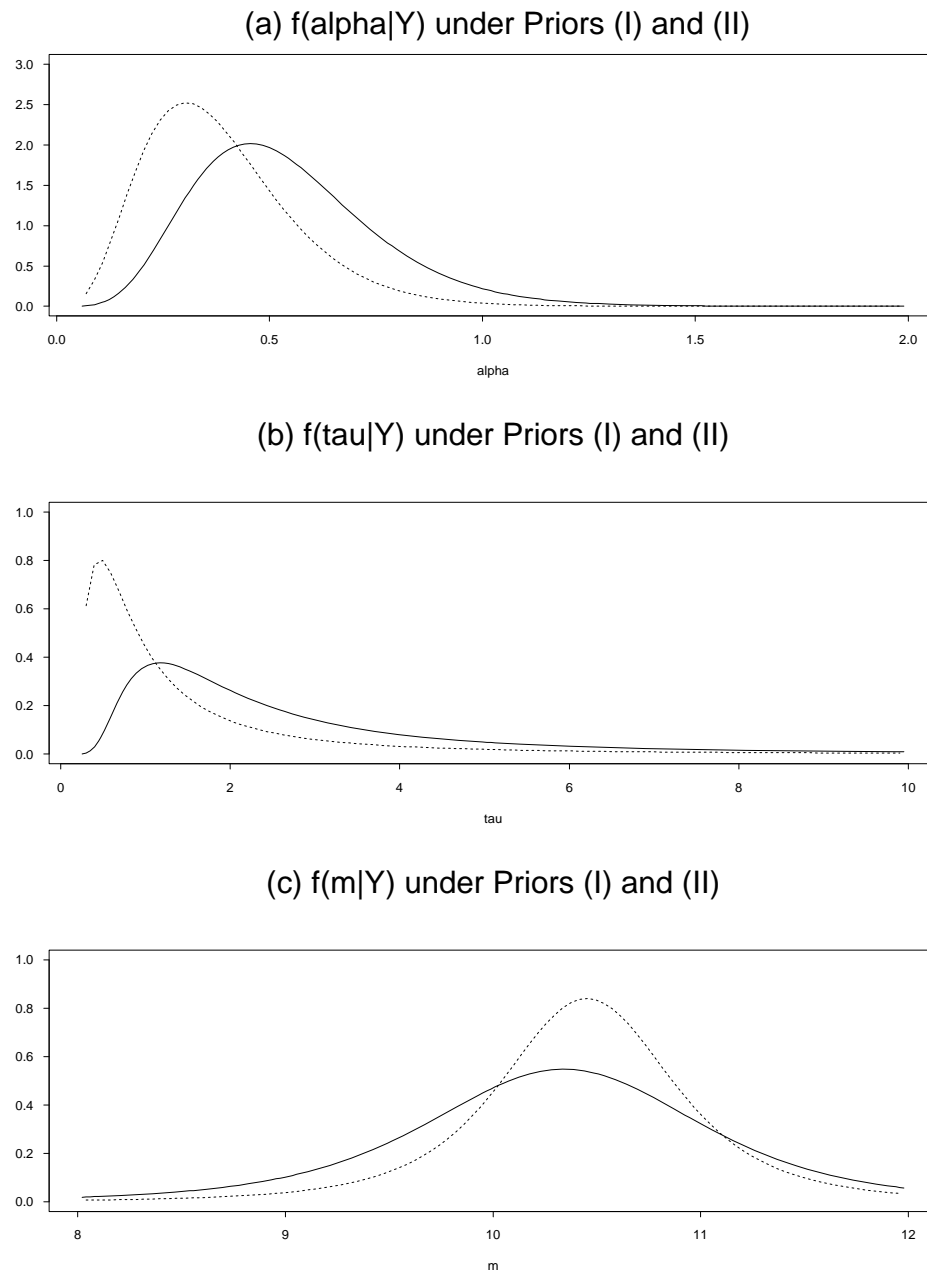 (a) f(alpha|Y) under Priors (I) and (II)
3.0
2.5
2.0
1.5
1.0
0.5
0.0
0.0 0.5 1.0 1.5 2.0
alpha
(b) f(tau|Y) under Priors (I) and (II)
1.0
0.8
0.6
0.4
0.2
0.0
0 2 4 6 8 10
tau
(c) f(m|Y) under Priors (I) and (II)
1.0
0.8
0.6
0.4
0.2
0.0
8 9 10 11 12
m